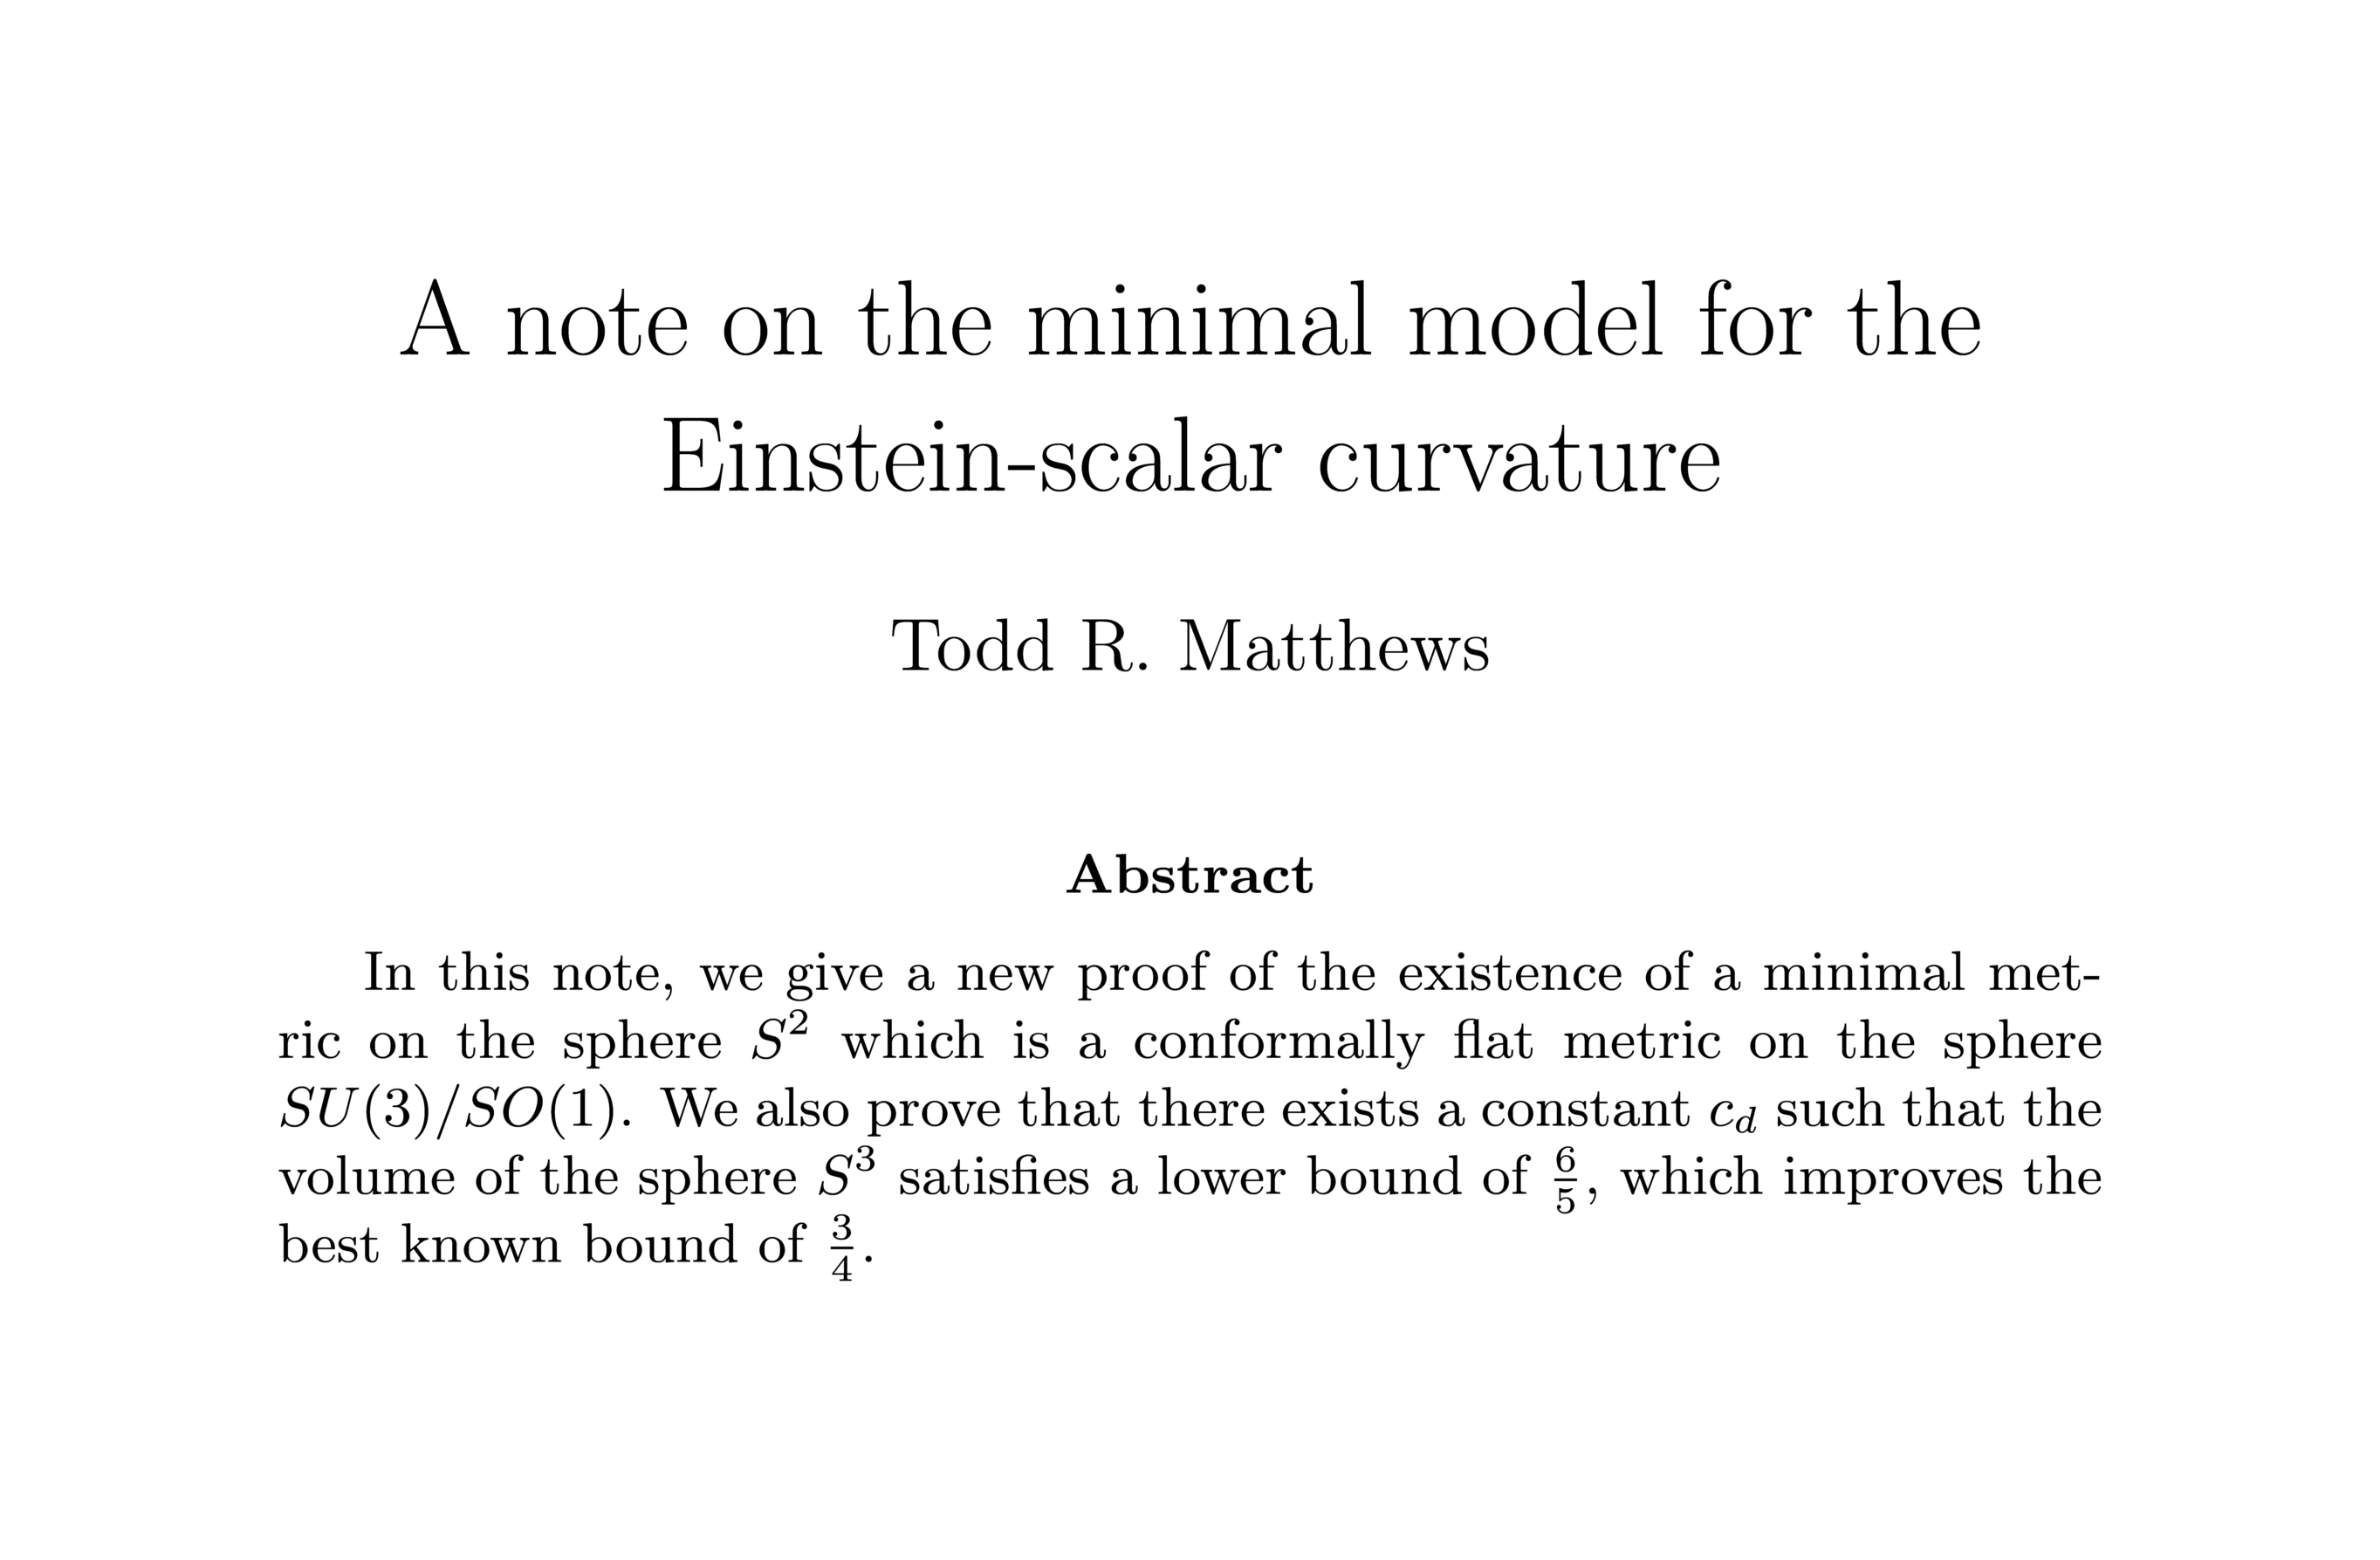 A note on the minimal model for the
Einstein-scalar curvature
Todd R. Matthews
Abstract
In this note, we give a new proof of the existence of a minimal met-
ric on the sphere $S^2$ which is a conformally flat metric on the sphere
$SU(3)/SO(1)$. We also prove that there exists a constant $c_d$ such that the
volume of the sphere $S^3$ satisfies a lower bound of $\frac{6}{5}$, which improves the
best known bound of $\frac{3}{4}$.